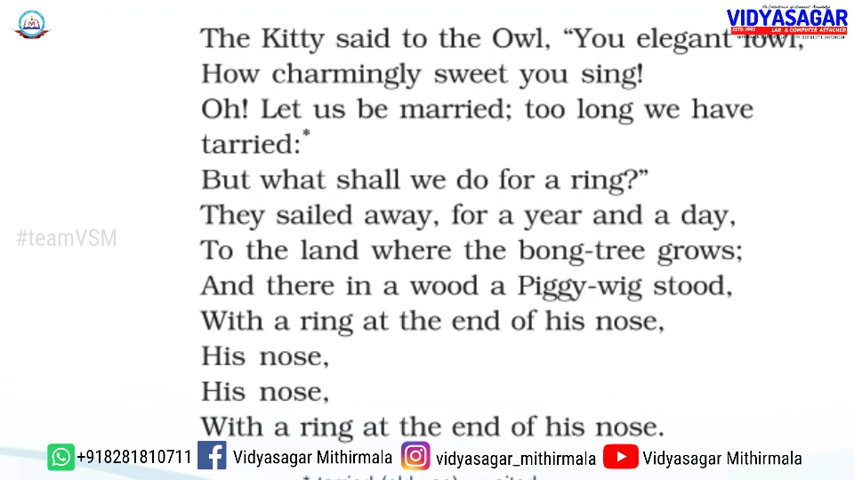 VIDYASAGAR
LAB & COMPUTER ATTACHED
The Kitty said to the Owl, “You elegant fowl,
How charmingly sweet you sing!
Oh! Let us be married; too long we have
tarried:*
But what shall we do for a ring?”
They sailed away, for a year and a day,
#teamVSM
To the land where the bong-tree grows;
And there in a wood a Piggy-wig stood,
With a ring at the end of his nose,
His nose,
His nose,
With a ring at the end of his nose.
+918281810711 Vidyasagar Mithirmala vidyasagar_mithirmala Vidyasagar Mithirmala